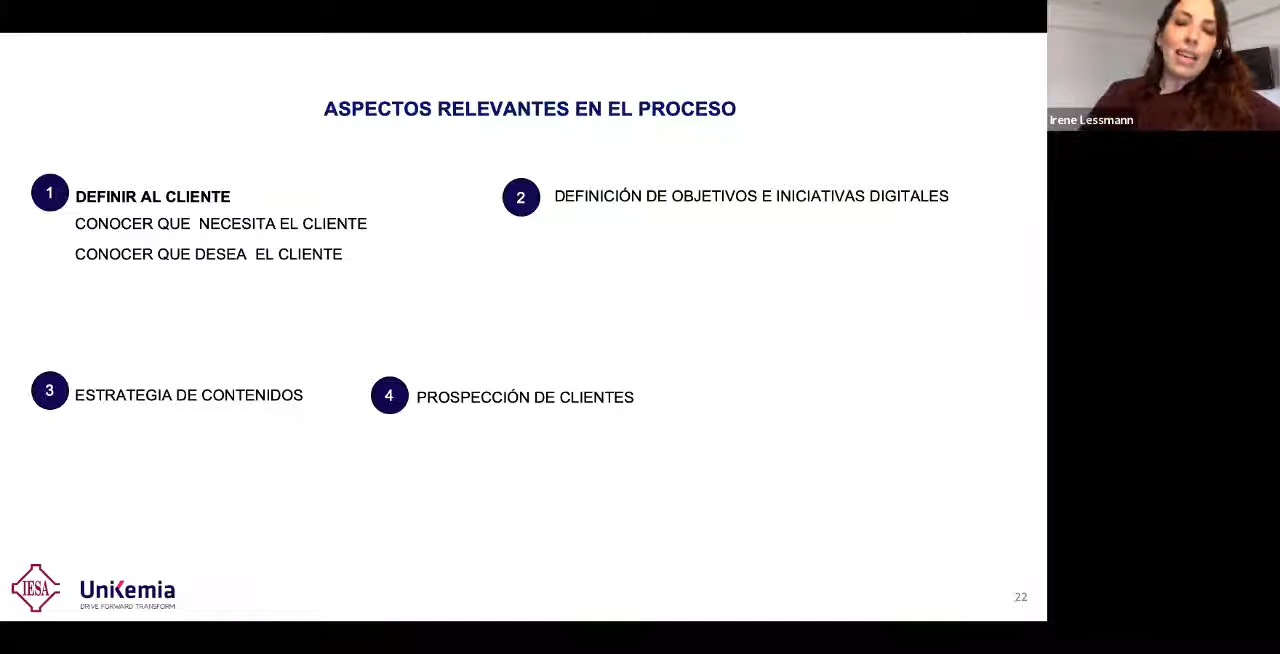 ASPECTOS RELEVANTES EN EL PROCESO
1 DEFINIR AL CLIENTE
CONOCER QUE NECESITA EL CLIENTE
CONOCER QUE DESEA EL CLIENTE
2 DEFINICIÓN DE OBJETIVOS E INICIATIVAS DIGITALES
3 ESTRATEGIA DE CONTENIDOS
4 PROSPECCIÓN DE CLIENTES
IESA
UniKemia
DRIVE FORWARD TRANSFORM
22
Irene Lessmann